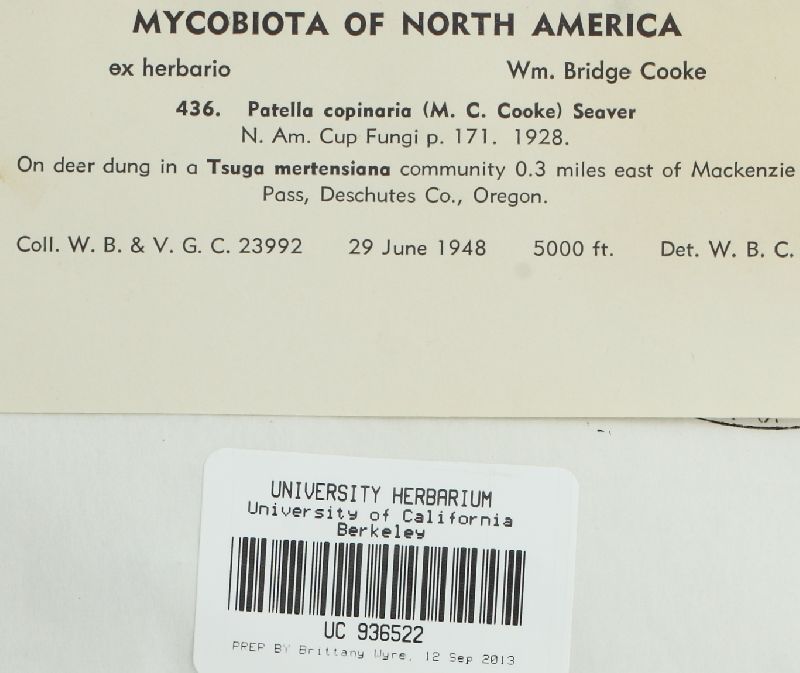 MYCOBIOTA OF NORTH AMERICA
ex herbario Wm. Bridge Cooke
436. Patella copinaria (M. C. Cooke) Seaver
N. Am. Cup Fungi p. 171. 1928.
On deer dung in a Tsuga mertensiana community 0.3 miles east of Mackenzie
Pass, Deschutes Co., Oregon.
Coll. W. B. & V. G. C. 23992 29 June 1948 5000 ft. Det. W. B. C.
UNIVERSITY HERBARIUM
University of California
Berkeley
UC 936522
PREP BY Brittany Wyre, 12 Sep 2013